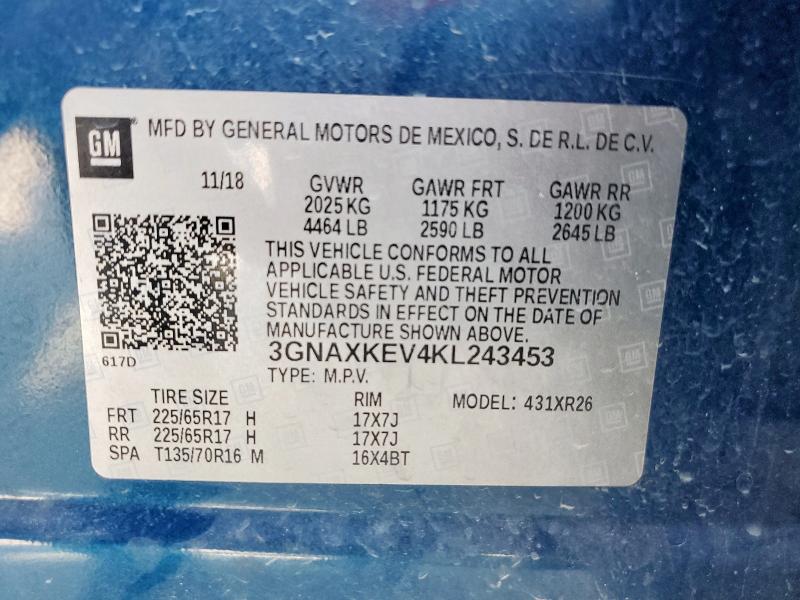 GM
MFD BY GENERAL MOTORS DE MEXICO, S. DE R.L. DE C.V.
11/18 GVWR GAWR FRT GAWR RR
2025 KG 1175 KG 1200 KG
4464 LB 2590 LB 2645 LB
THIS VEHICLE CONFORMS TO ALL
APPLICABLE U.S. FEDERAL MOTOR
VEHICLE SAFETY AND THEFT PREVENTION
STANDARDS IN EFFECT ON THE DATE OF
MANUFACTURE SHOWN ABOVE.
617D
3GNAXKEV4KL243453
TYPE: M.P.V.
TIRE SIZE RIM MODEL: 431XR26
FRT 225/65R17 H 17X7J
RR 225/65R17 H 17X7J
SPA T135/70R16 M 16X4BT